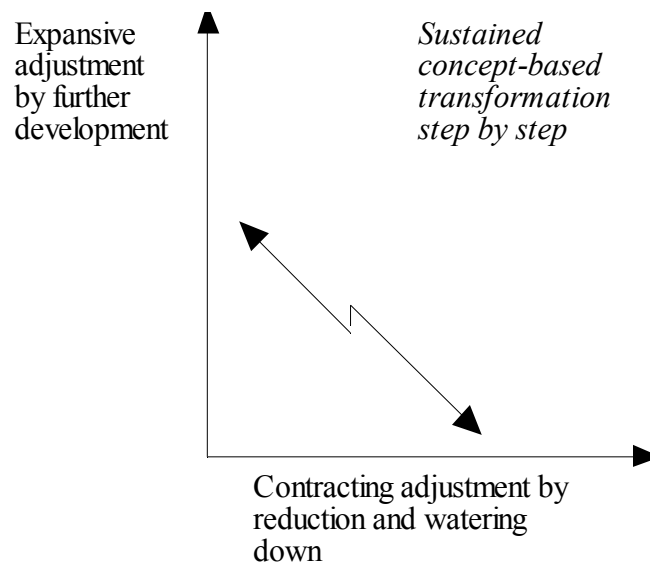 Expansive
adjustment
by further
development
Sustained
concept-based
transformation
step by step
Contracting adjustment by
reduction and watering
down